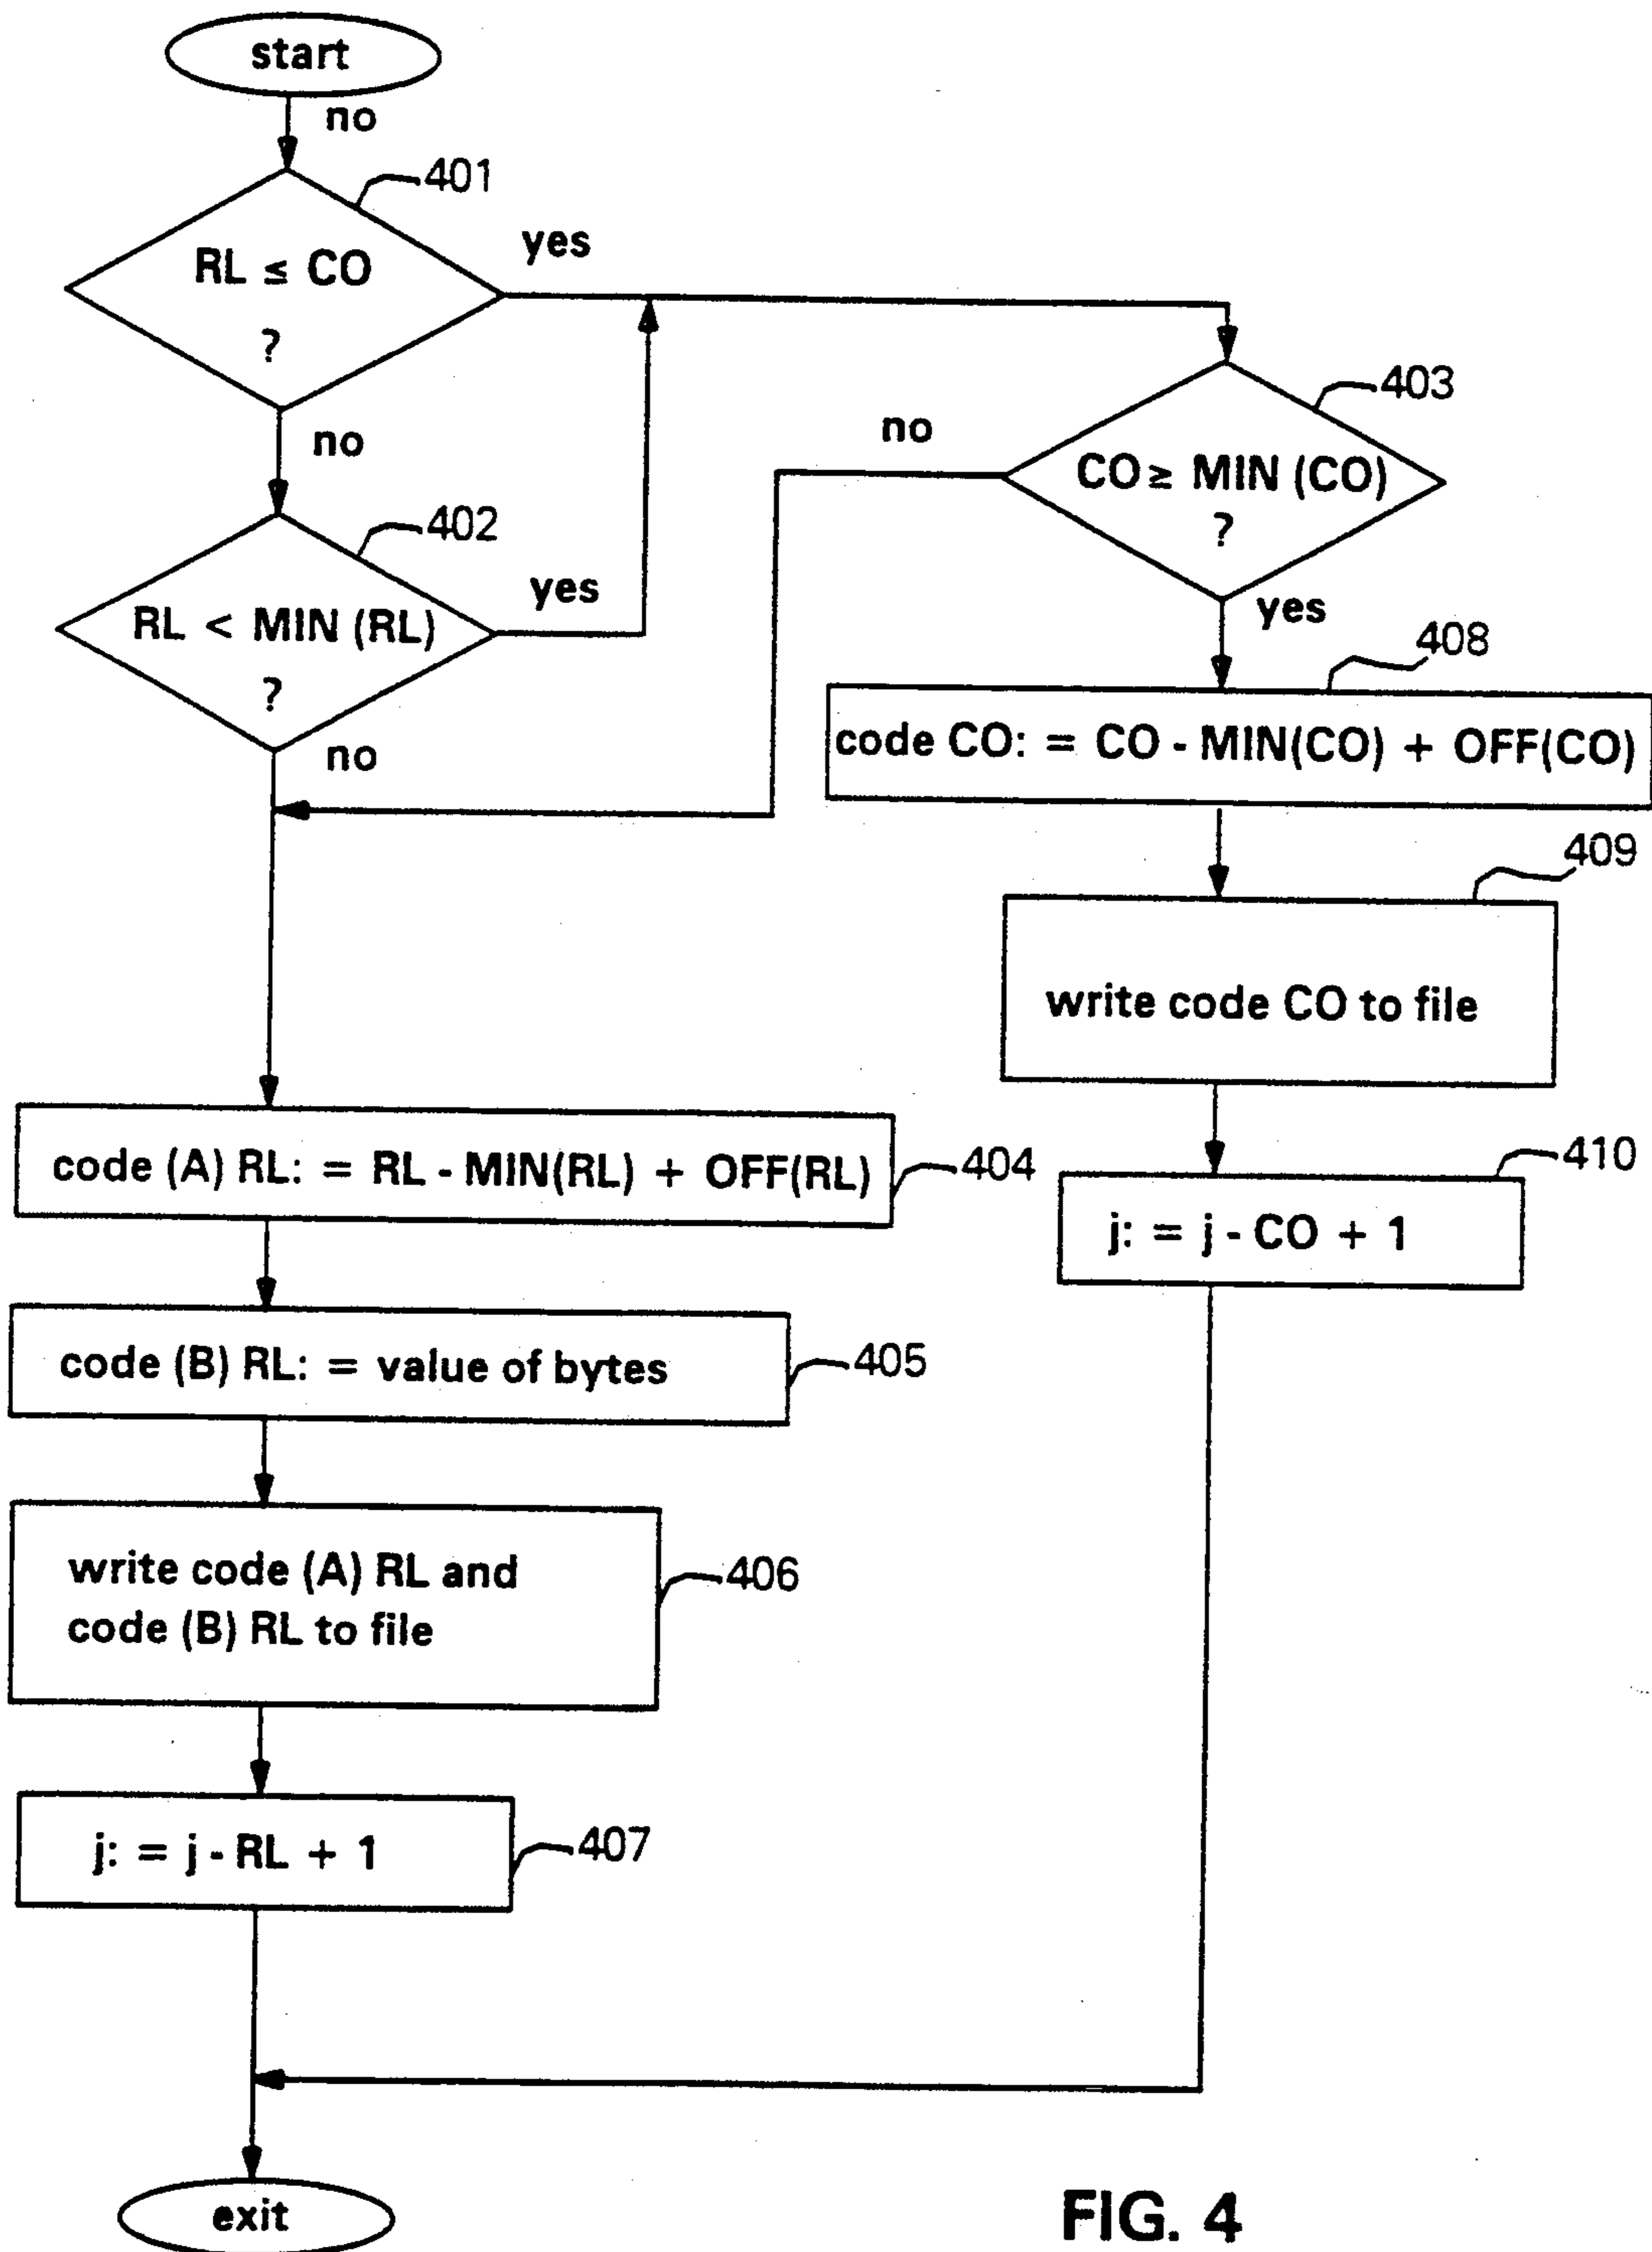 start
no
401
RL ≤ CO
?
yes
no
402
RL < MIN (RL)
?
yes
no
403
CO ≥ MIN (CO)
?
no
yes
408
code CO: = CO - MIN(CO) + OFF(CO)
409
write code CO to file
410
j: = j - CO + 1
code (A) RL: = RL - MIN(RL) + OFF(RL)
404
code (B) RL: = value of bytes
405
write code (A) RL and
code (B) RL to file
406
j: = j - RL + 1
407
exit
FIG. 4